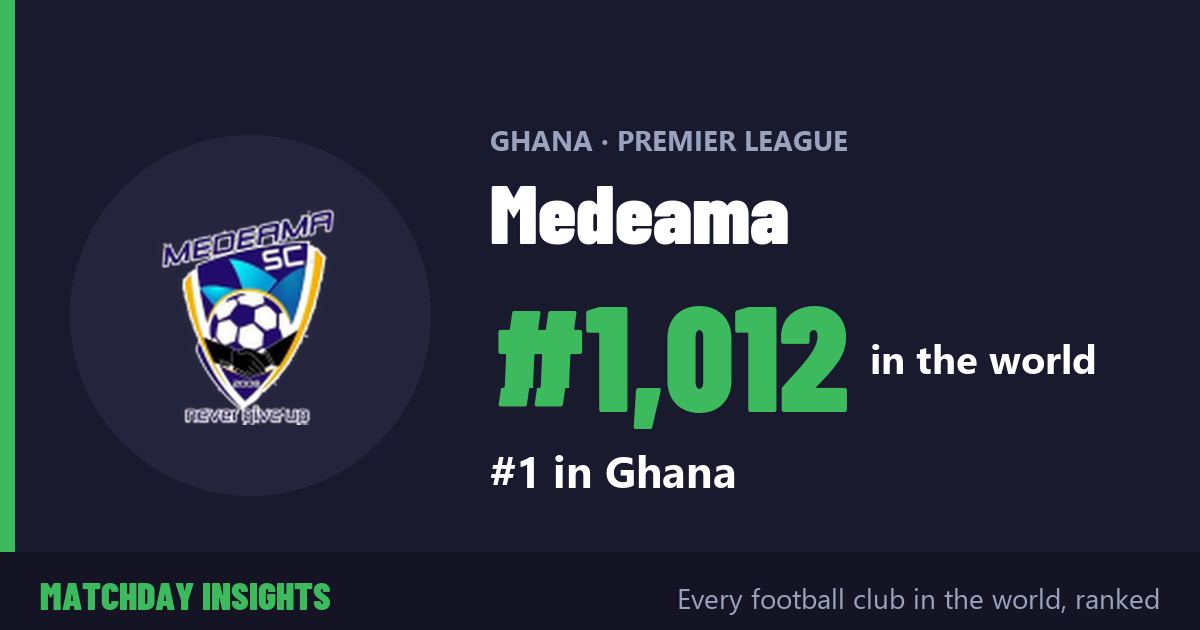 GHANA · PREMIER LEAGUE
Medeama
#1,012 in the world
#1 in Ghana
MEDEAMA
SC
2002
never give up
MATCHDAY INSIGHTS
Every football club in the world, ranked